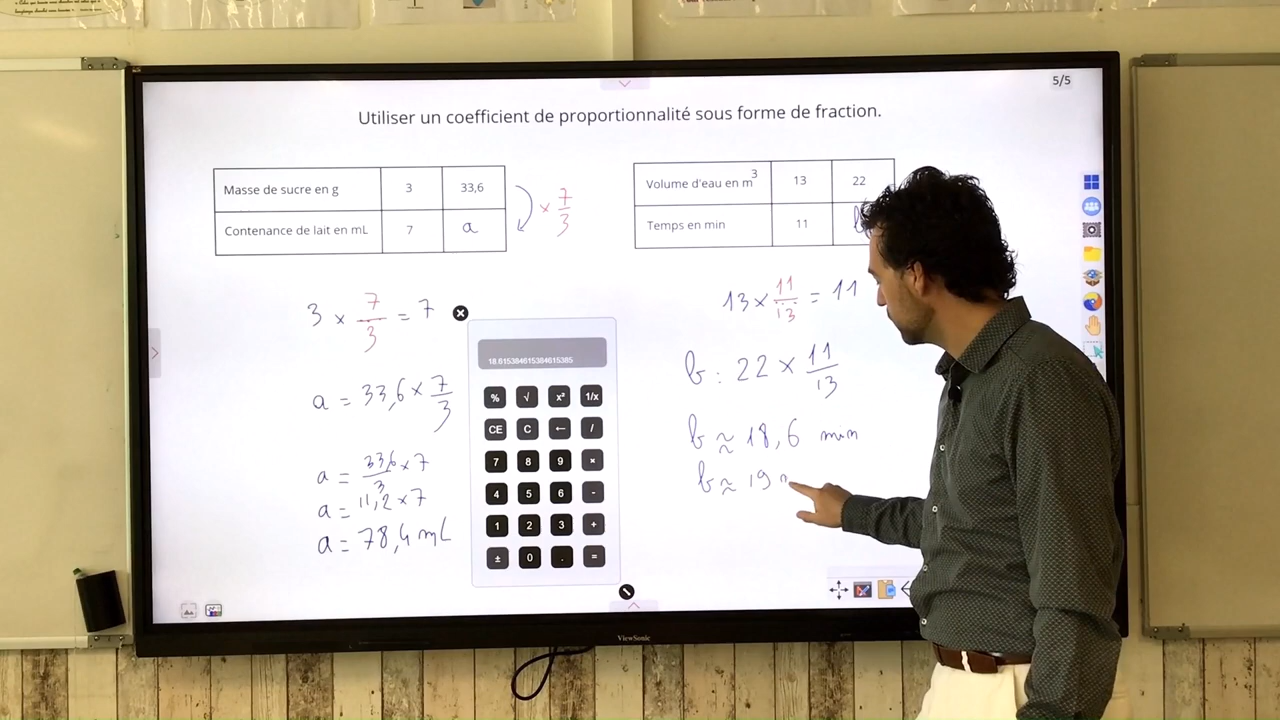 5/5
Utiliser un coefficient de proportionnalité sous forme de fraction.
Masse de sucre en g 3 33,6
Contenance de lait en mL 7 a
× 7/3
Volume d'eau en m³ 13 22
Temps en min 11 b
3 × 7/3 = 7
a = 33,6 × 7/3
a = 33,6/3 × 7
a = 11,2 × 7
a = 78,4 mL
18.615384615384615385
% √ x² 1/x
CE C ← /
7 8 9 ×
4 5 6 -
1 2 3 +
± 0 . =
13 × 11/13 = 11
b : 22 × 11/13
b ≈ 18,6 min
b ≈ 19 m
ViewSonic